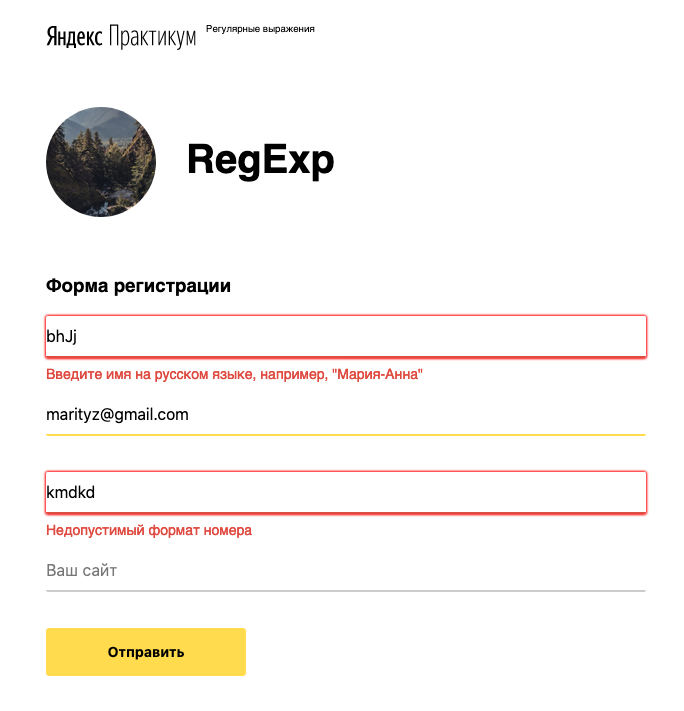 Яндекс Практикум Регулярные выражения
RegExp
Форма регистрации
bhJj
Введите имя на русском языке, например, "Мария-Анна"
marityz@gmail.com
kmdkd
Недопустимый формат номера
Ваш сайт
Отправить